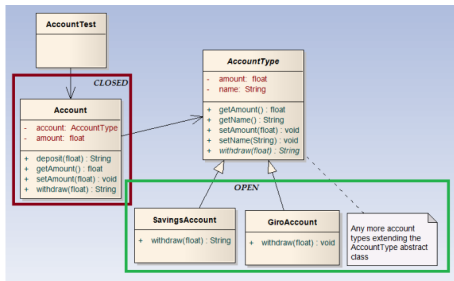 AccountTest
CLOSED
Account
- account: AccountType
- amount: float
+ deposit(float) : String
+ getAmount() : float
+ setAmount(float) : void
+ withdraw(float) : String
AccountType
- amount: float
- name: String
+ getAmount() : float
+ getName() : String
+ setAmount(float) : void
+ setName(String) : void
+ withdraw(float) : String
OPEN
SavingsAccount
+ withdraw(float) : String
GiroAccount
+ withdraw(float) : void
Any more account
types extending the
AccountType abstract
class